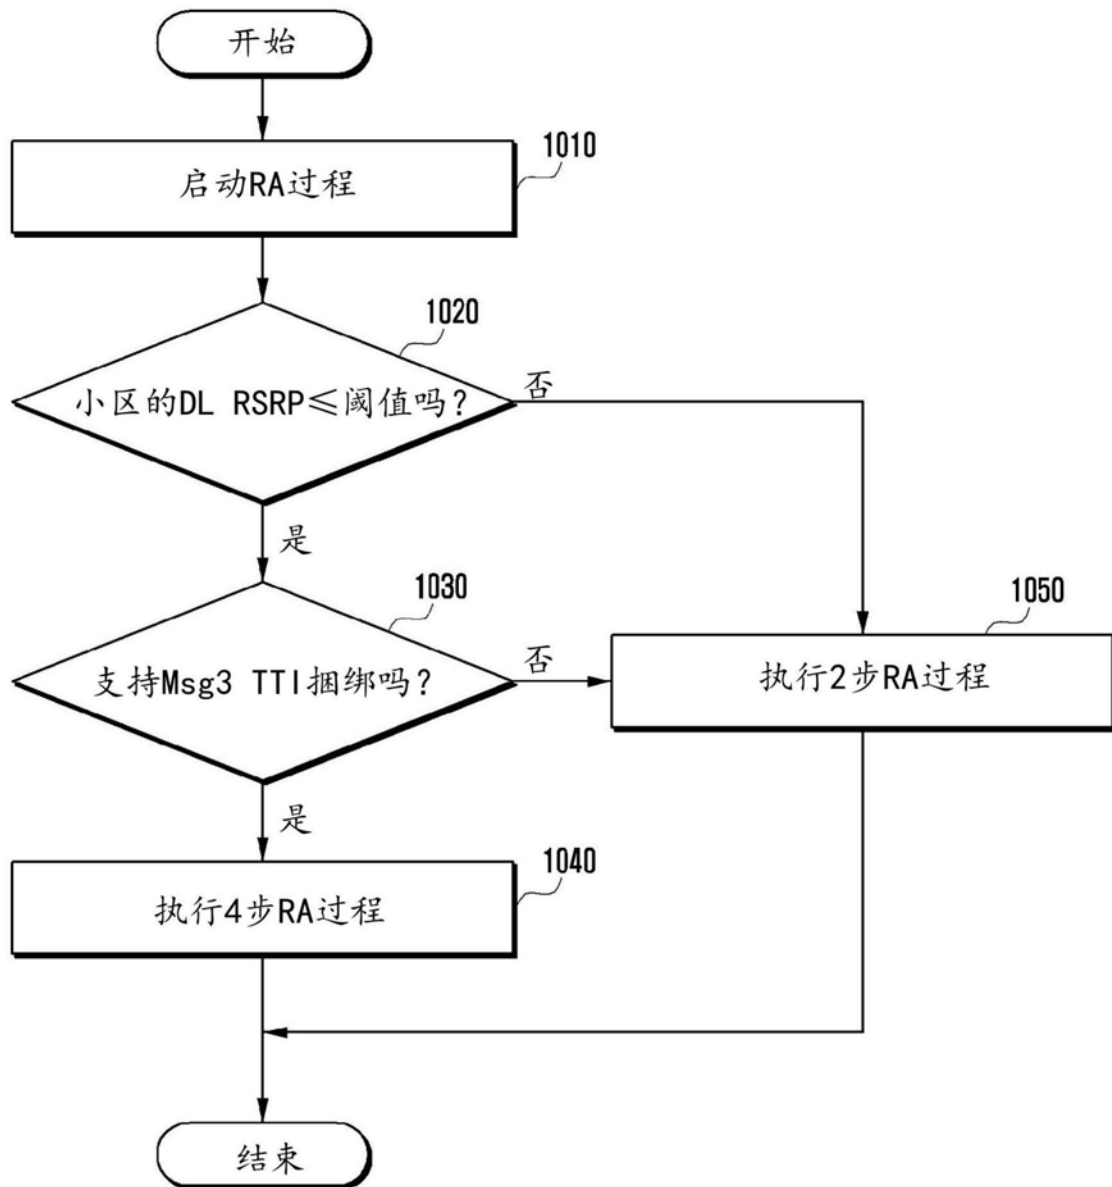 开始
1010
启动RA过程
1020
小区的DL RSRP≤阈值吗?
否
是
1030
1050
支持Msg3 TTI捆绑吗?
否
执行2步RA过程
是
1040
执行4步RA过程
结束